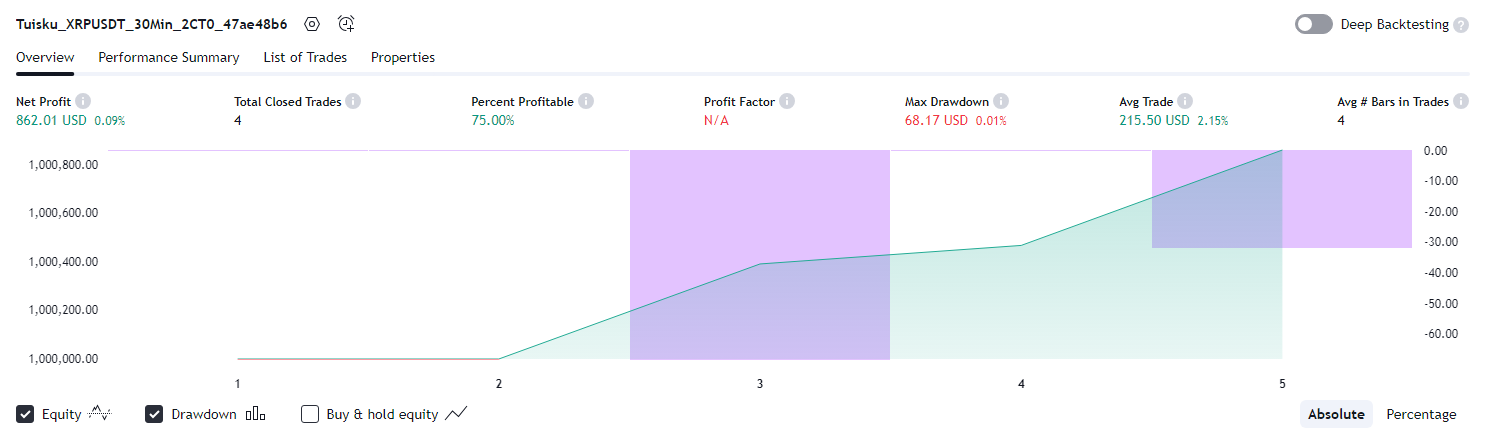 Tuisku_XRPUSDT_30Min_2CT0_47ae48b6 Deep Backtesting ?
Overview Performance Summary List of Trades Properties
Net Profit i Total Closed Trades i Percent Profitable i Profit Factor i Max Drawdown i Avg Trade i Avg # Bars in Trades i
862.01 USD 0.09% 4 75.00% N/A 68.17 USD 0.01% 215.50 USD 2.15% 4
1,000,800.00
1,000,600.00
1,000,400.00
1,000,200.00
1,000,000.00
0.00
-10.00
-20.00
-30.00
-40.00
-50.00
-60.00
1 2 3 4 5
Equity Drawdown Buy & hold equity Absolute Percentage